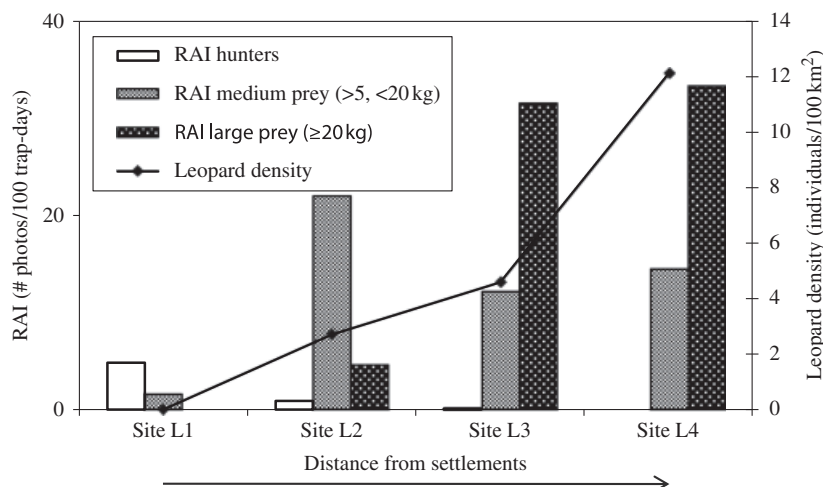 40
20
0
RAI (# photos/100 trap-days)
RAI hunters
RAI medium prey (>5, <20 kg)
RAI large prey (≥20 kg)
Leopard density
14
12
10
8
6
4
2
0
Leopard density (individuals/100 km²)
Site L1 Site L2 Site L3 Site L4
Distance from settlements